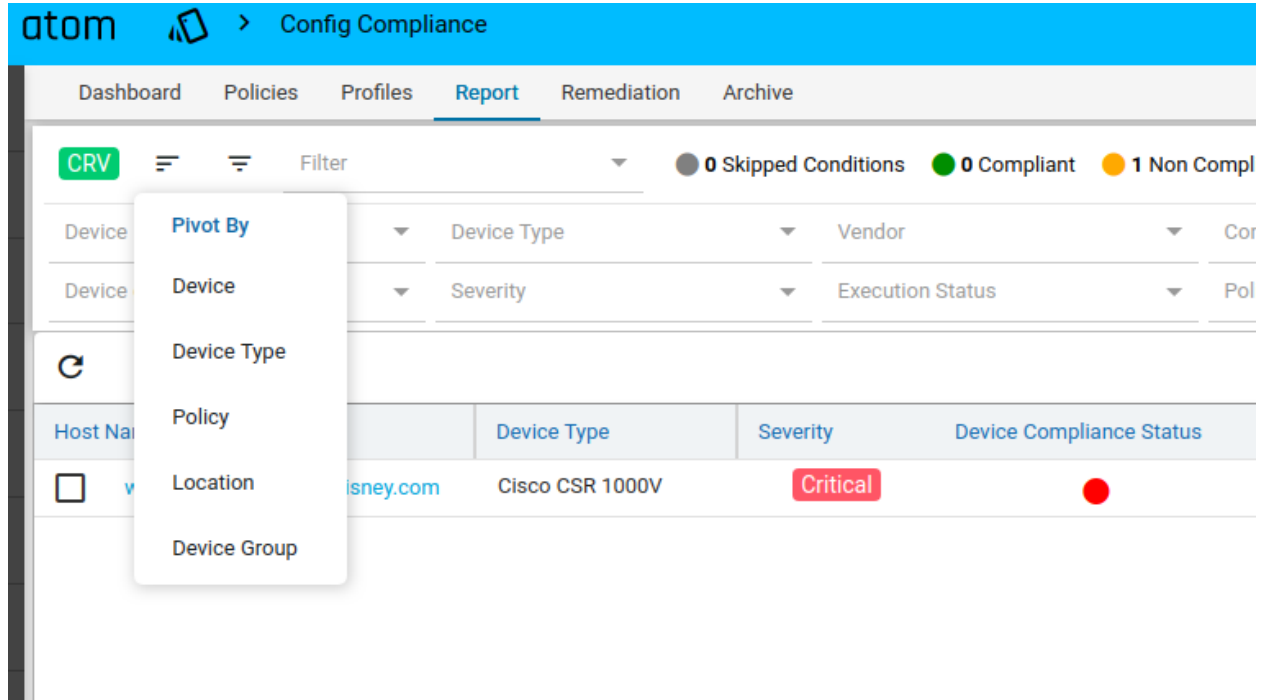 atom > Config Compliance
Dashboard Policies Profiles Report Remediation Archive
CRV Filter 0 Skipped Conditions 0 Compliant 1 Non Compl
Pivot By
Device
Device Type
Policy
Location
Device Group
Device Device Type Vendor Cor
Device Severity Execution Status Pol
Host Nar Device Type Severity Device Compliance Status
isney.com Cisco CSR 1000V Critical